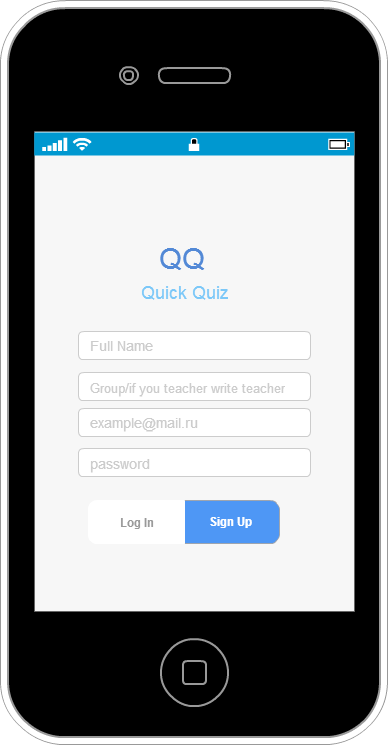 QQ
Quick Quiz
Full Name
Group/if you teacher write teacher
example@mail.ru
password
Log In
Sign Up